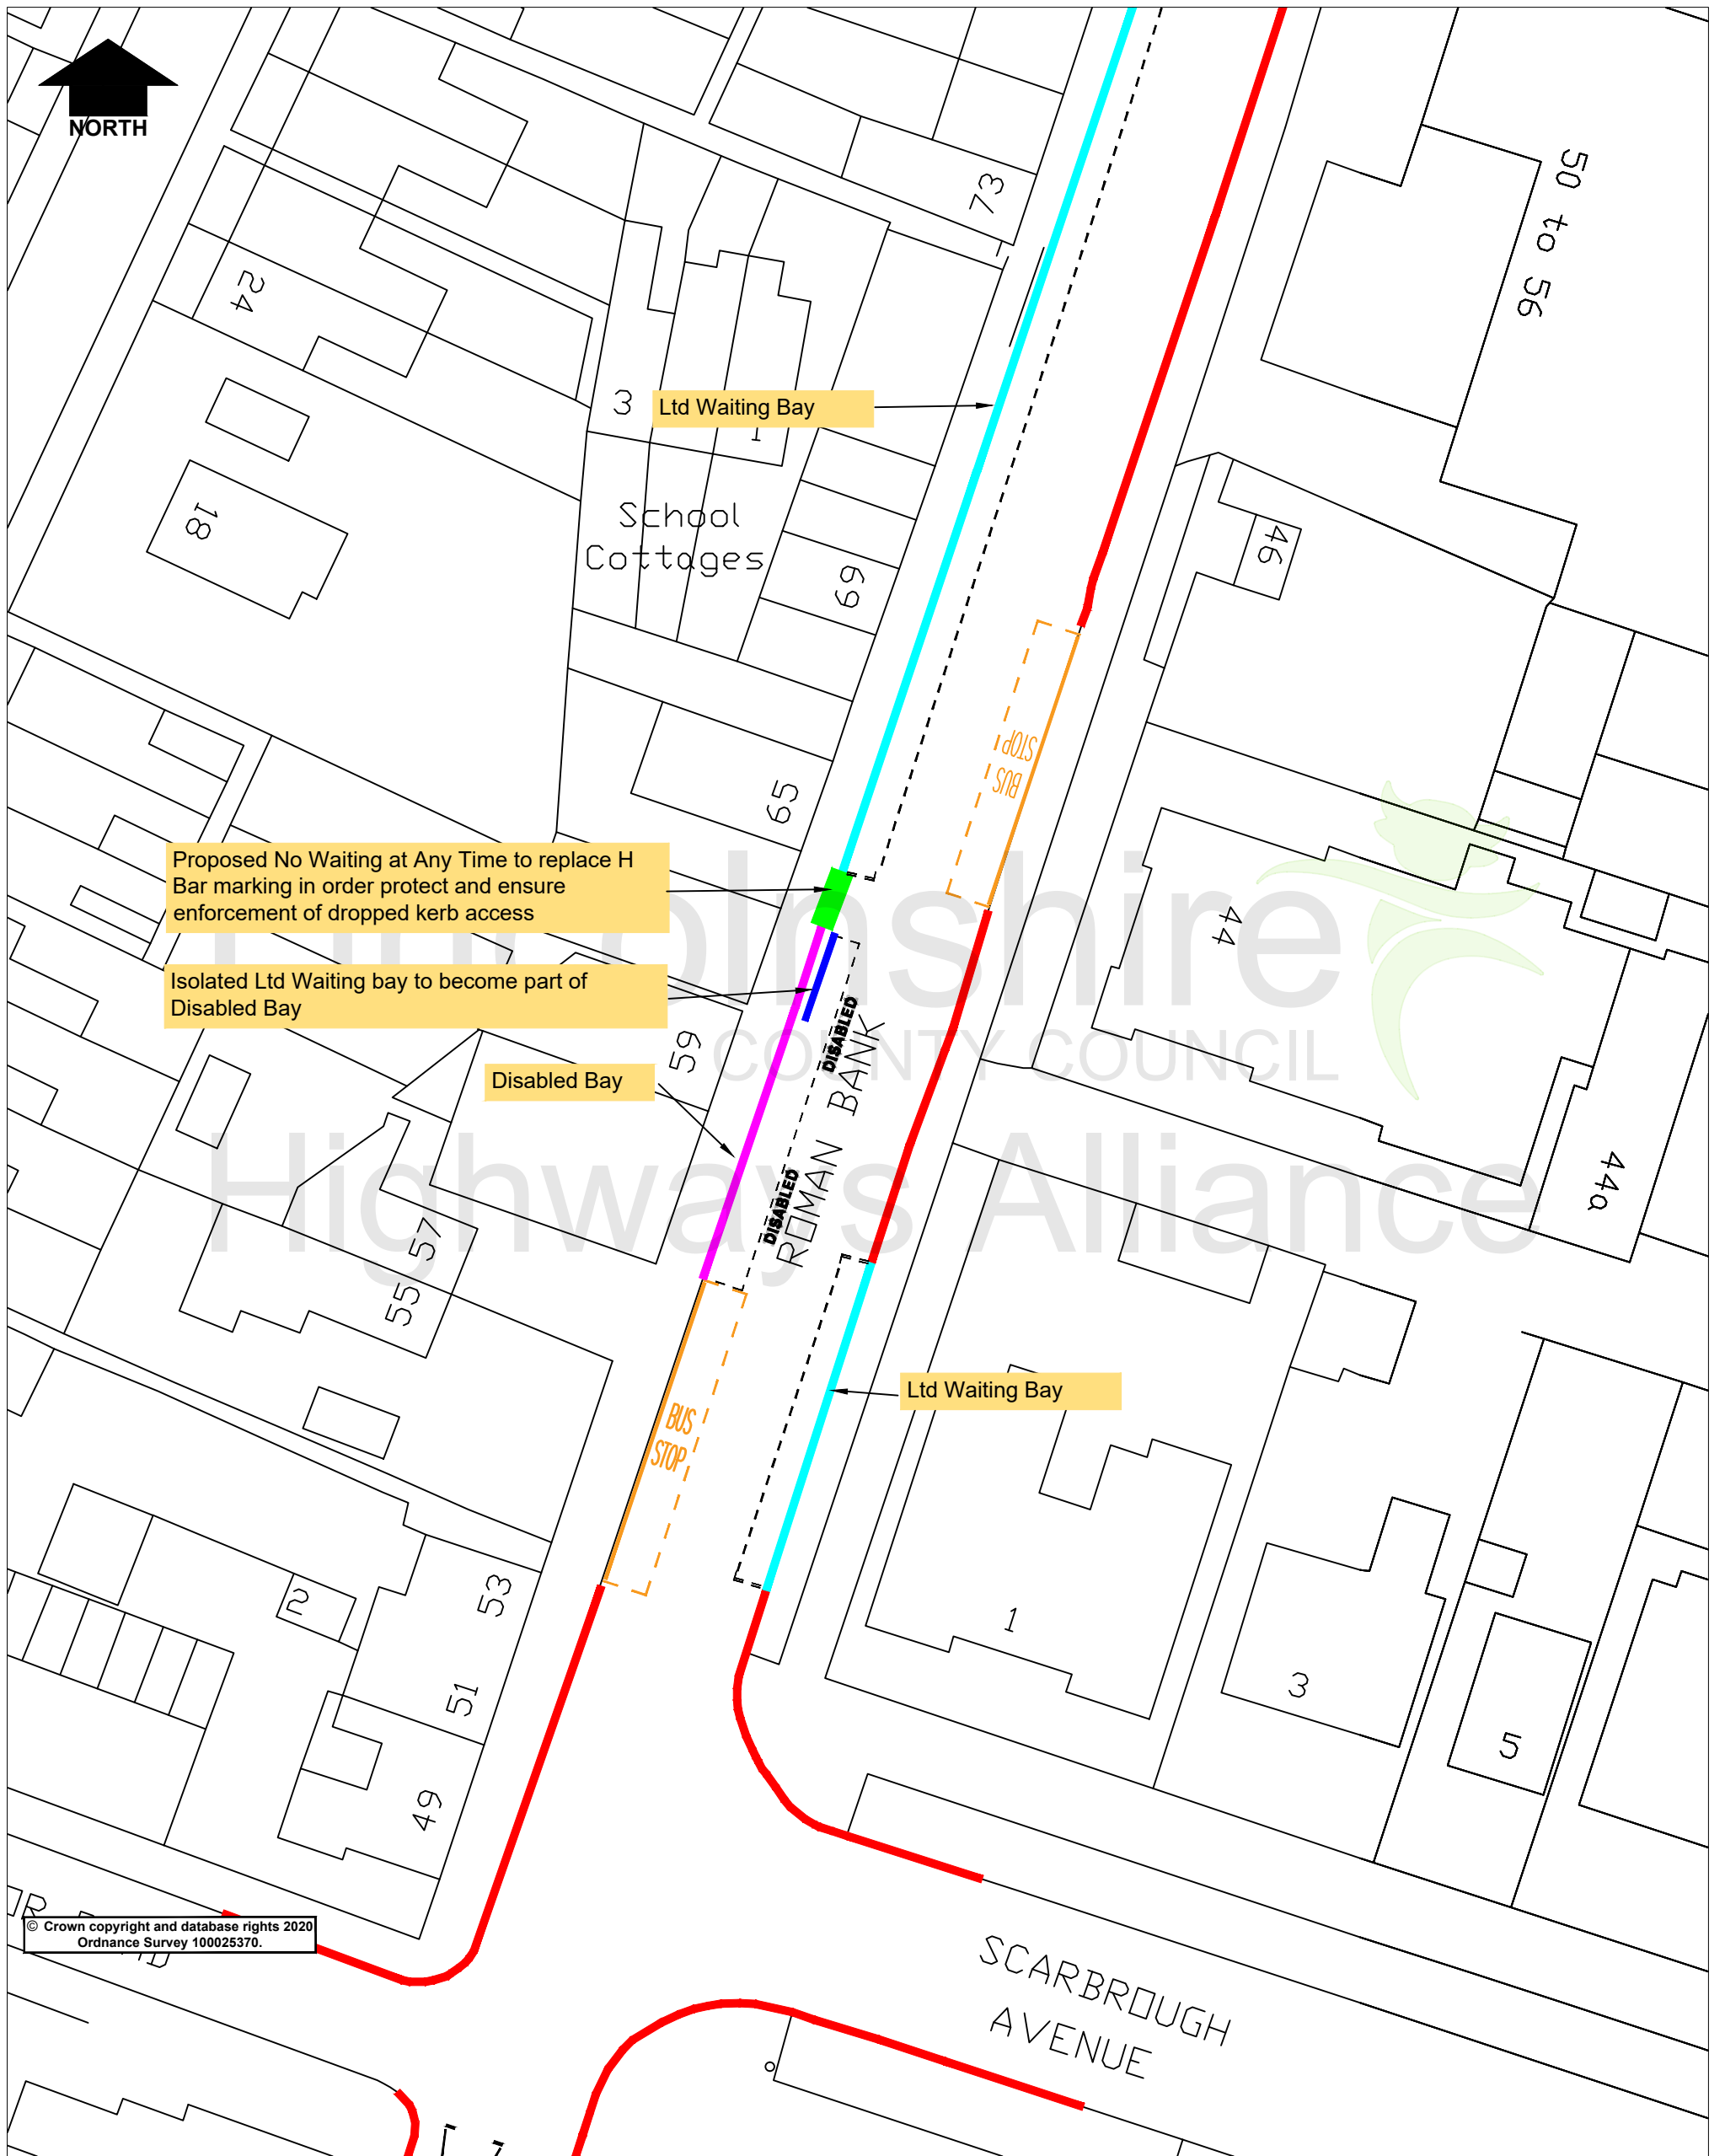 NORTH
50 to 56
73
24
3
Ltd Waiting Bay
1
18
School
Cottages
46
69
BUS
STOP
65
Proposed No Waiting at Any Time to replace H
Bar marking in order protect and ensure
enforcement of dropped kerb access
Lincolnshire
COUNTY COUNCIL
Highways Alliance
44
Isolated Ltd Waiting bay to become part of
Disabled Bay
DISABLED
59
Disabled Bay
ROMAN BANK
DISABLED
44a
57
55
Ltd Waiting Bay
BUS
STOP
53
2
1
51
3
5
49
© Crown copyright and database rights 2020
Ordnance Survey 100025370.
SCARBROUGH
AVENUE